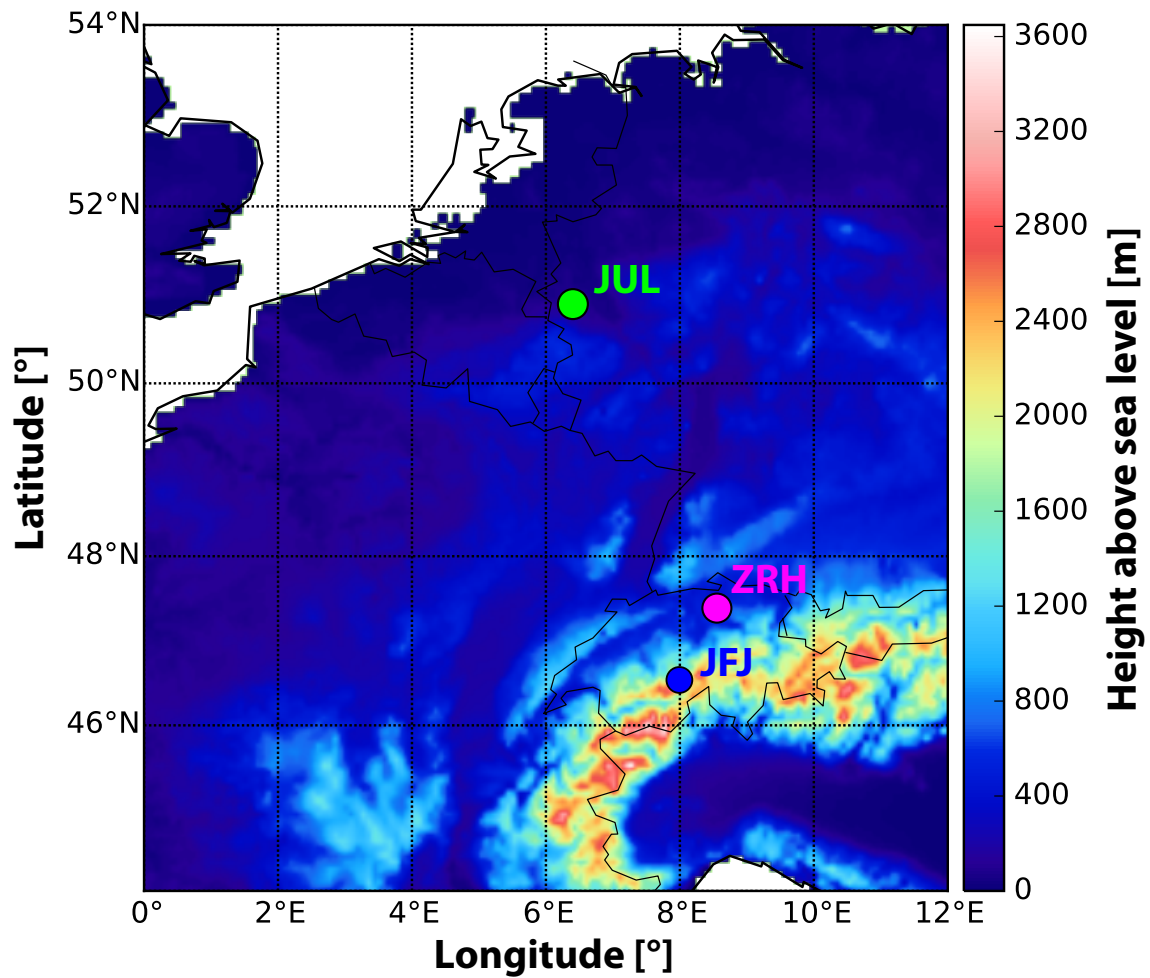 54°N
52°N
50°N
48°N
46°N
Latitude [°]
JUL
ZRH
JFJ
0°
2°E
4°E
6°E
8°E
10°E
12°E
Longitude [°]
3600
3200
2800
2400
2000
1600
1200
800
400
0
Height above sea level [m]